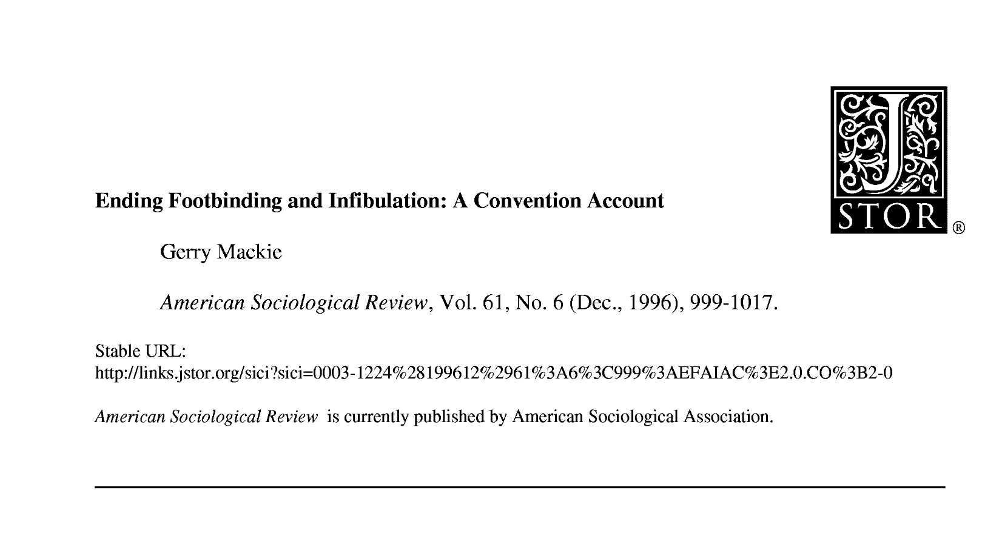 Ending Footbinding and Infibulation: A Convention Account
Gerry Mackie
American Sociological Review, Vol. 61, No. 6 (Dec., 1996), 999-1017.
Stable URL:
http://links.jstor.org/sici?sici=0003-1224%28199612%2961%3A6%3C999%3AEFAIAC%3E2.0.CO%3B2-0
American Sociological Review is currently published by American Sociological Association.
J
STOR ®